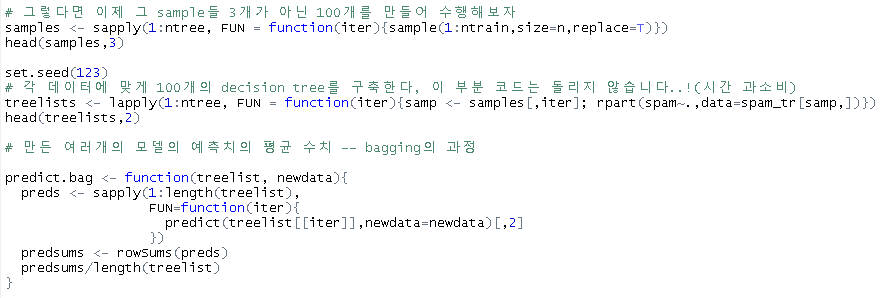 # 그렇다면 이제 그 sample들 3개가 아닌 100개를 만들어 수행해보자
samples <- sapply(1:ntree, FUN = function(iter){sample(1:ntrain,size=n,replace=T)})
head(samples,3)
set.seed(123)
# 각 데이터에 맞게 100개의 decision tree를 구축한다, 이 부분 코드는 돌리지 않습니다..!(시간 과소비)
treelists <- lapply(1:ntree, FUN = function(iter){samp <- samples[,iter]; rpart(spam~.,data=spam_tr[samp,])})
head(treelists,2)
# 만든 여러개의 모델의 예측치의 평균 수치 -- bagging의 과정
predict.bag <- function(treelist, newdata){
  preds <- sapply(1:length(treelist),
                  FUN=function(iter){
                    predict(treelist[[iter]],newdata=newdata)[,2]
                  })
  predsums <- rowSums(preds)
  predsums/length(treelist)
}